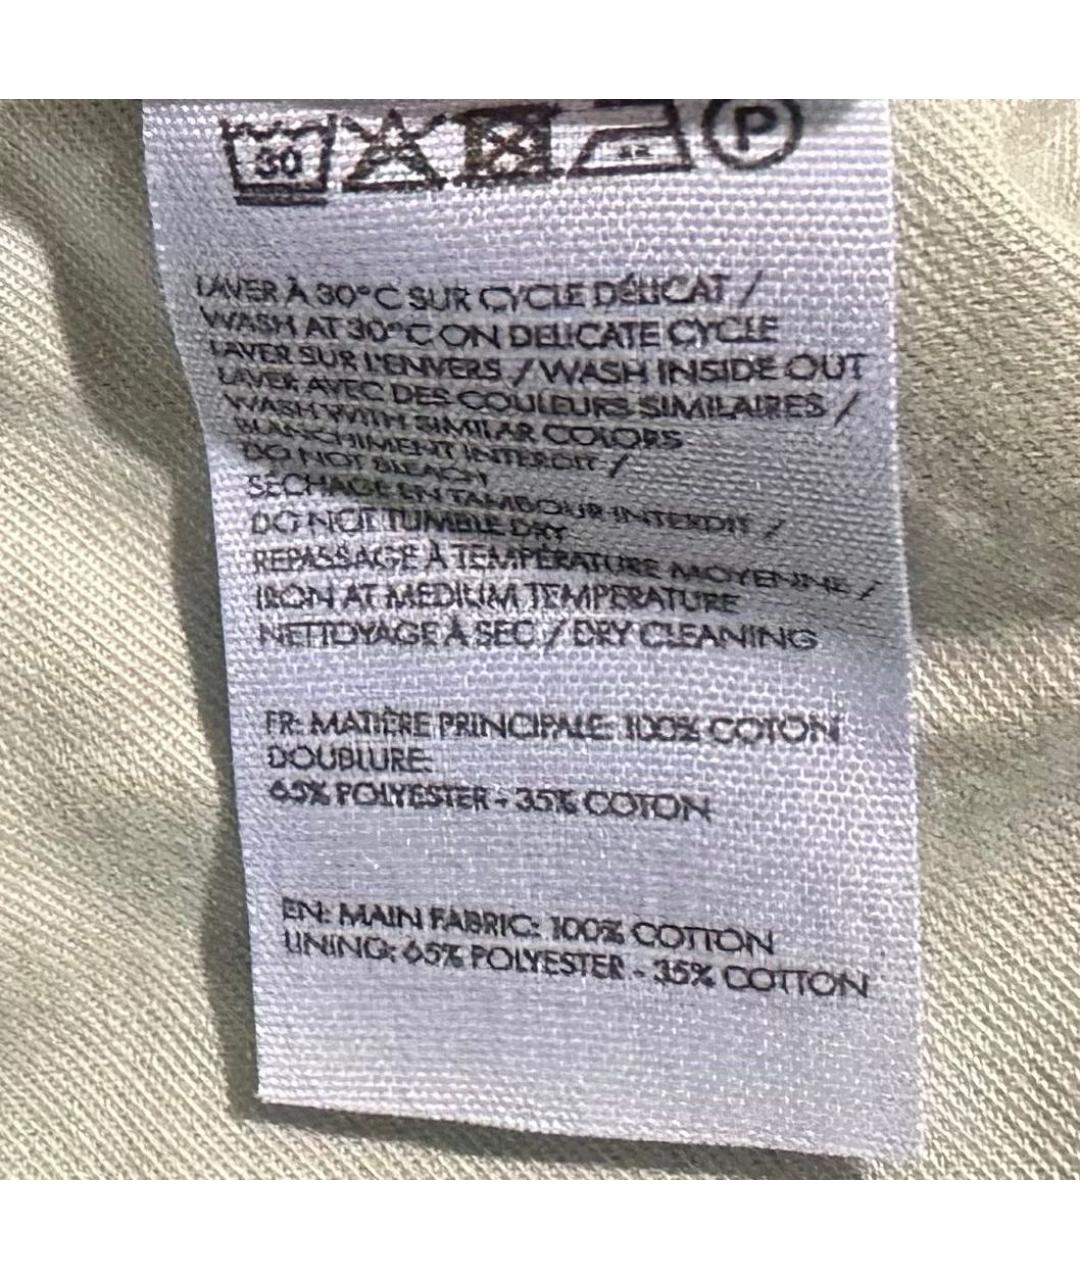 30
P
LAVER À 30°C SUR CYCLE DÉLICAT /
WASH AT 30°C ON DELICATE CYCLE
LAVER SUR L'ENVERS / WASH INSIDE OUT
LAVER AVEC DES COULEURS SIMILAIRES /
WASH WITH SIMILAR COLORS
BLANCHIMENT INTERDIT /
DO NOT BLEACH
SÉCHAGE EN TAMBOUR INTERDIT /
DO NOT TUMBLE DRY
REPASSAGE À TEMPÉRATURE MOYENNE /
IRON AT MEDIUM TEMPERATURE
NETTOYAGE À SEC / DRY CLEANING
FR: MATIÈRE PRINCIPALE: 100% COTON
DOUBLURE:
65% POLYESTER - 35% COTON
EN: MAIN FABRIC: 100% COTTON
LINING: 65% POLYESTER - 35% COTTON